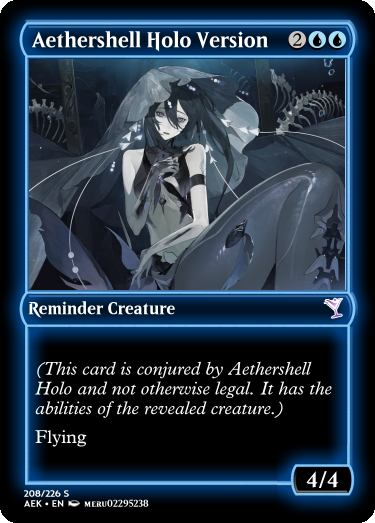 Aethershell Holo Version 2
Reminder Creature
(This card is conjured by Aethershell
Holo and not otherwise legal. It has the
abilities of the revealed creature.)
Flying
4/4
208/226 S
AEK • EN MERU02295238